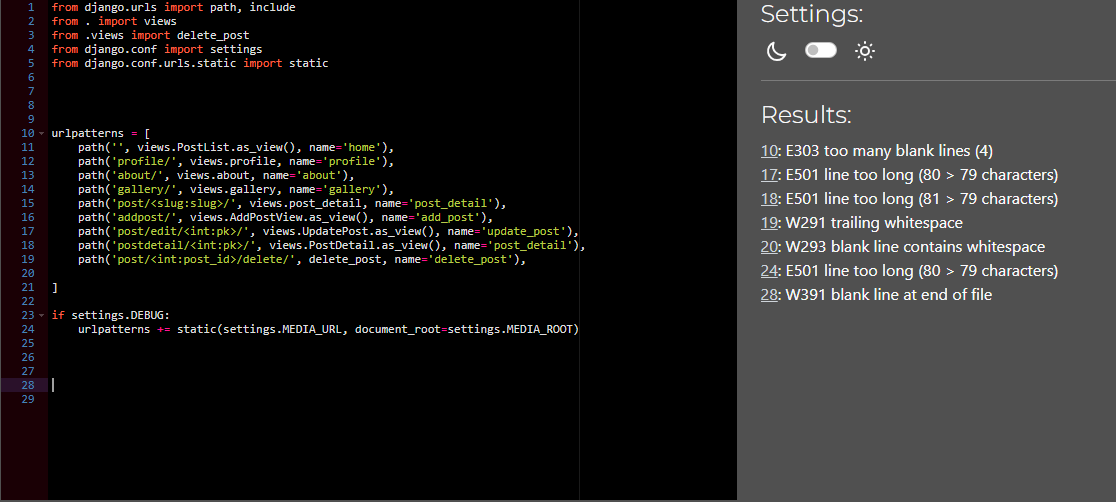 1 from django.urls import path, include
2 from . import views
3 from .views import delete_post
4 from django.conf import settings
5 from django.conf.urls.static import static
6
7
8
9
10 urlpatterns = [
11     path('', views.PostList.as_view(), name='home'),
12     path('profile/', views.profile, name='profile'),
13     path('about/', views.about, name='about'),
14     path('gallery/', views.gallery, name='gallery'),
15     path('post/<slug:slug>/', views.post_detail, name='post_detail'),
16     path('addpost/', views.AddPostView.as_view(), name='add_post'),
17     path('post/edit/<int:pk>/', views.UpdatePost.as_view(), name='update_post'),
18     path('postdetail/<int:pk>/', views.PostDetail.as_view(), name='post_detail'),
19     path('post/<int:post_id>/delete/', delete_post, name='delete_post'),
20
21 ]
22
23 if settings.DEBUG:
24     urlpatterns += static(settings.MEDIA_URL, document_root=settings.MEDIA_ROOT)
25
26
27
28
29
Settings:
Results:
10: E303 too many blank lines (4)
17: E501 line too long (80 > 79 characters)
18: E501 line too long (81 > 79 characters)
19: W291 trailing whitespace
20: W293 blank line contains whitespace
24: E501 line too long (80 > 79 characters)
28: W391 blank line at end of file